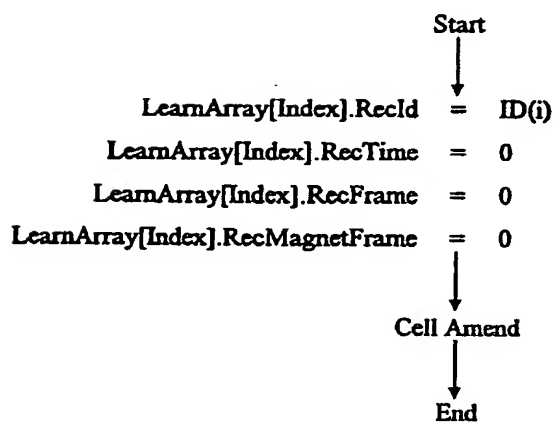 Start
LearnArray[Index].RecId = ID(i)
LearnArray[Index].RecTime = 0
LearnArray[Index].RecFrame = 0
LearnArray[Index].RecMagnetFrame = 0
Cell Amend
End